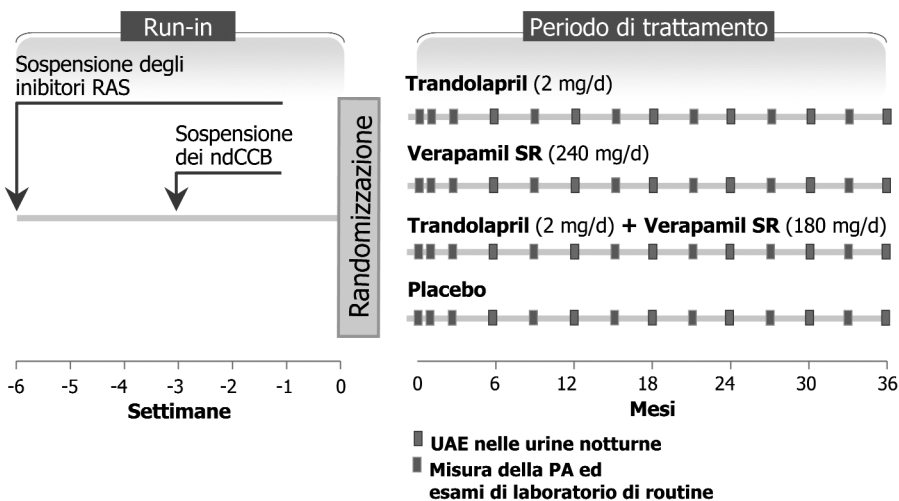 Run-in
Sospensione degli
inibitori RAS
Sospensione
dei ndCCB
-6 -5 -4 -3 -2 -1 0
Settimane
Randomizzazione
Periodo di trattamento
Trandolapril (2 mg/d)
Verapamil SR (240 mg/d)
Trandolapril (2 mg/d) + Verapamil SR (180 mg/d)
Placebo
0 6 12 18 24 30 36
Mesi
UAE nelle urine notturne
Misura della PA ed
esami di laboratorio di routine